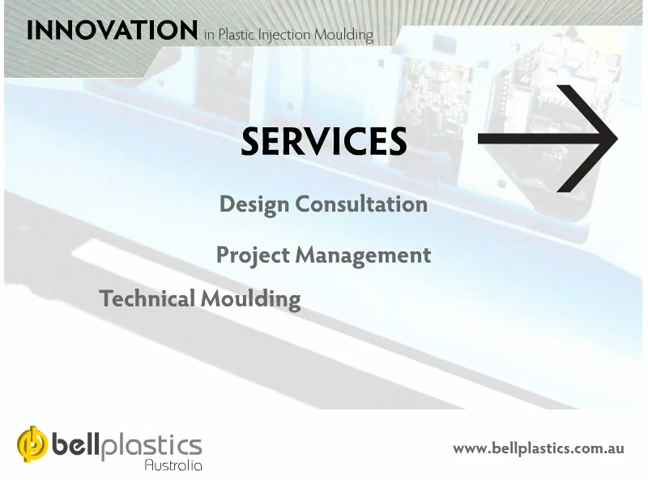 INNOVATION in Plastic Injection Moulding
SERVICES
Design Consultation
Project Management
Technical Moulding
bellplastics
Australia
www.bellplastics.com.au